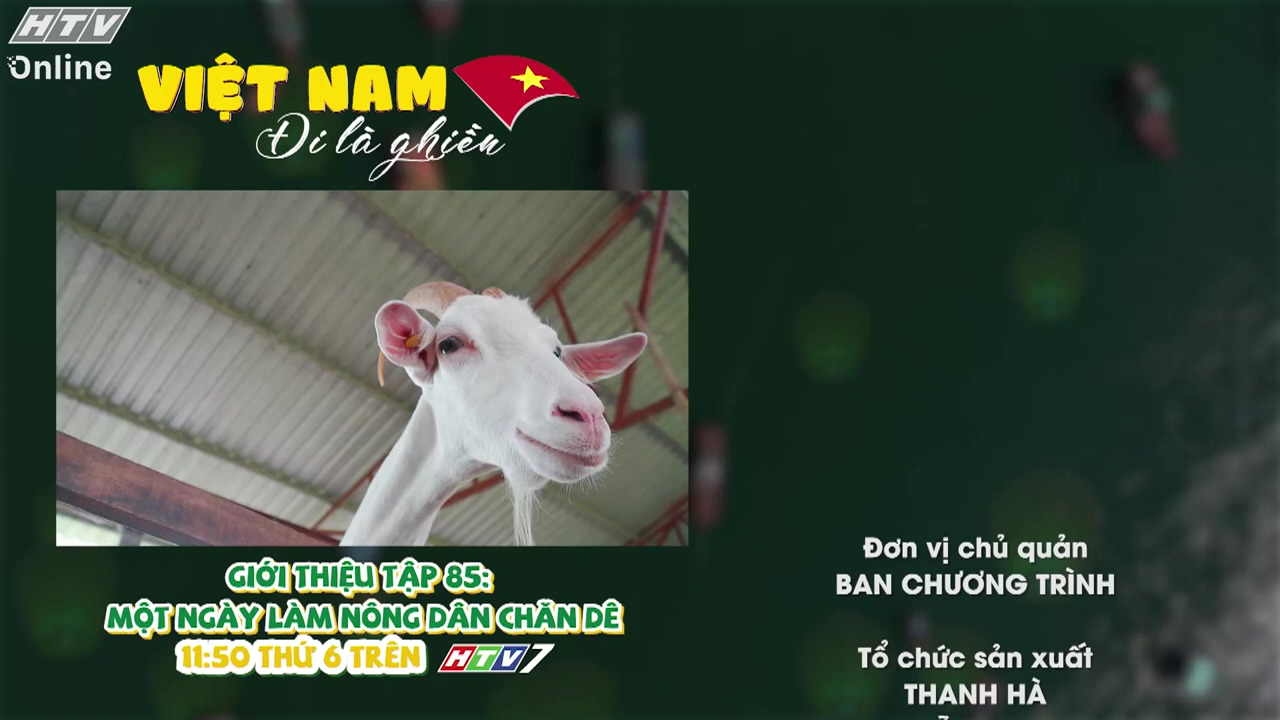 HTV
Online
VIỆT NAM
Đi là ghiền
GIỚI THIỆU TẬP 85:
MỘT NGÀY LÀM NÔNG DÂN CHĂN DÊ
11:50 THỨ 6 TRÊN HTV7
Đơn vị chủ quản
BAN CHƯƠNG TRÌNH
Tổ chức sản xuất
THANH HÀ